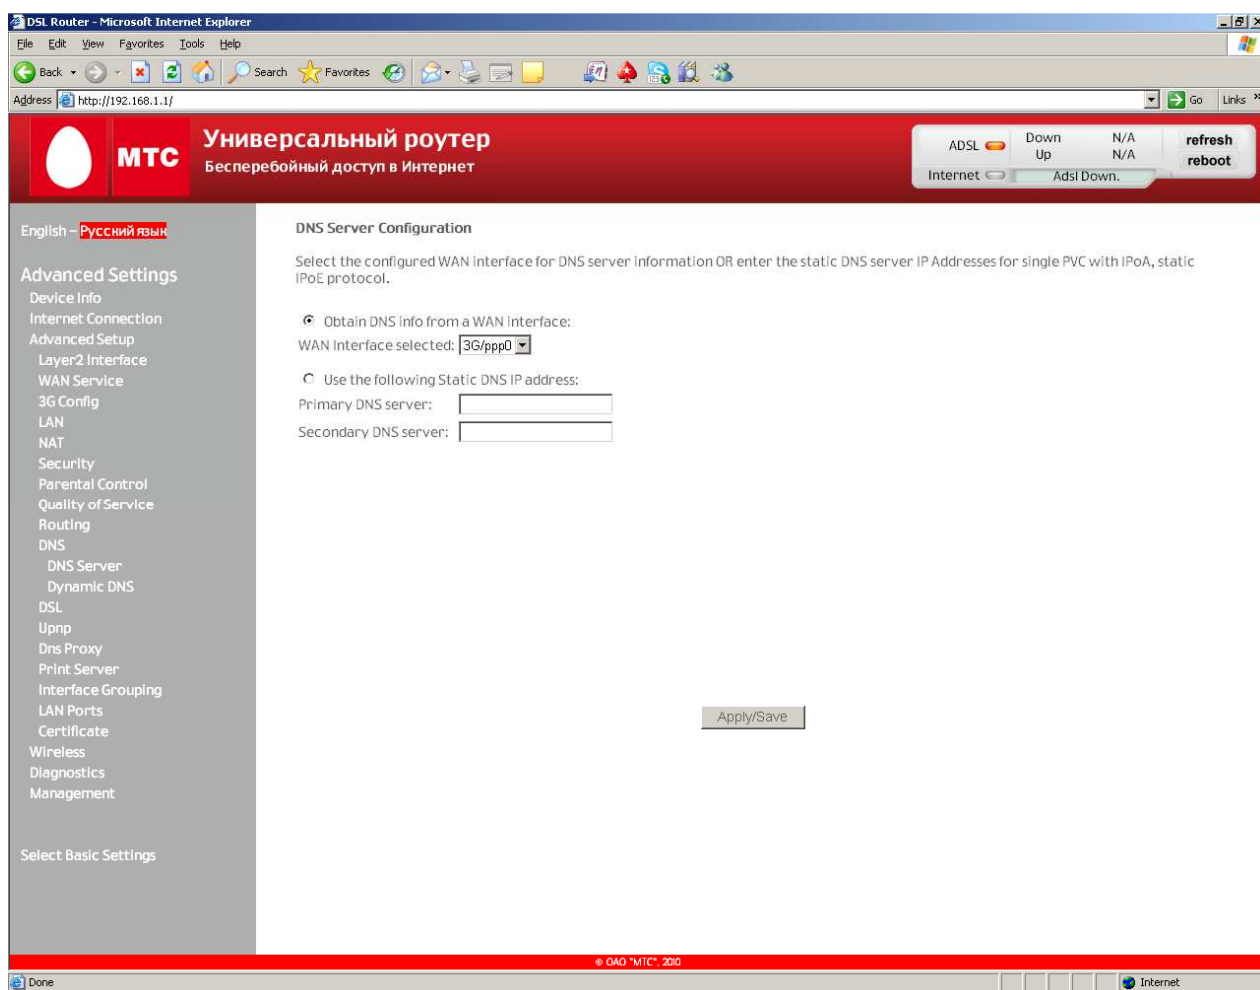 DSL Router - Microsoft Internet Explorer
File Edit View Favorites Tools Help
Back Search Favorites
Address http://192.168.1.1/ Go Links »
МТС
Универсальный роутер
Бесперебойный доступ в Интернет
ADSL Down N/A refresh
Up N/A reboot
Internet Adsl Down.
English – Русский язык
Advanced Settings
Device Info
Internet Connection
Advanced Setup
Layer2 Interface
WAN Service
3G Config
LAN
NAT
Security
Parental Control
Quality of Service
Routing
DNS
DNS Server
Dynamic DNS
DSL
Upnp
Dns Proxy
Print Server
Interface Grouping
LAN Ports
Certificate
Wireless
Diagnostics
Management
Select Basic Settings
DNS Server Configuration
Select the configured WAN interface for DNS server information OR enter the static DNS server IP Addresses for single PVC with IPoA, static
IPoE protocol.
Obtain DNS info from a WAN interface:
WAN Interface selected: 3G/ppp0
Use the following Static DNS IP address:
Primary DNS server:
Secondary DNS server:
Apply/Save
© ОАО "МТС", 2010
Done Internet